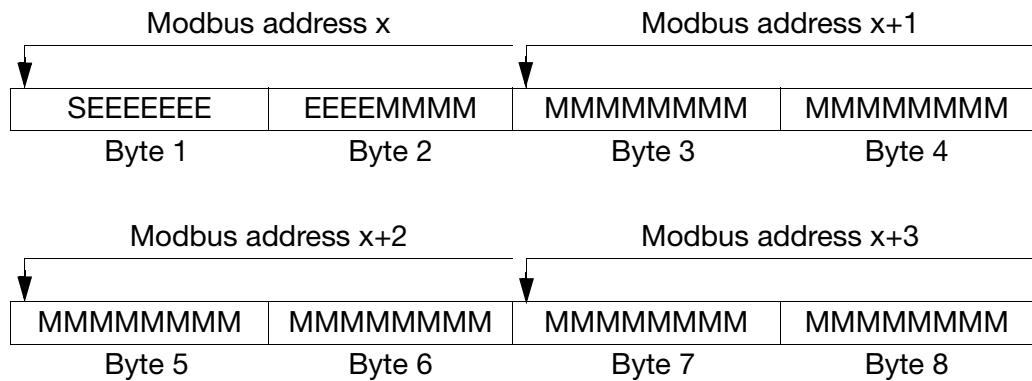 Modbus address x Modbus address x+1
SEEEEEEE EEEEMMMM MMMMMMMM MMMMMMMM
Byte 1 Byte 2 Byte 3 Byte 4
Modbus address x+2 Modbus address x+3
MMMMMMMM MMMMMMMM MMMMMMMM MMMMMMMM
Byte 5 Byte 6 Byte 7 Byte 8